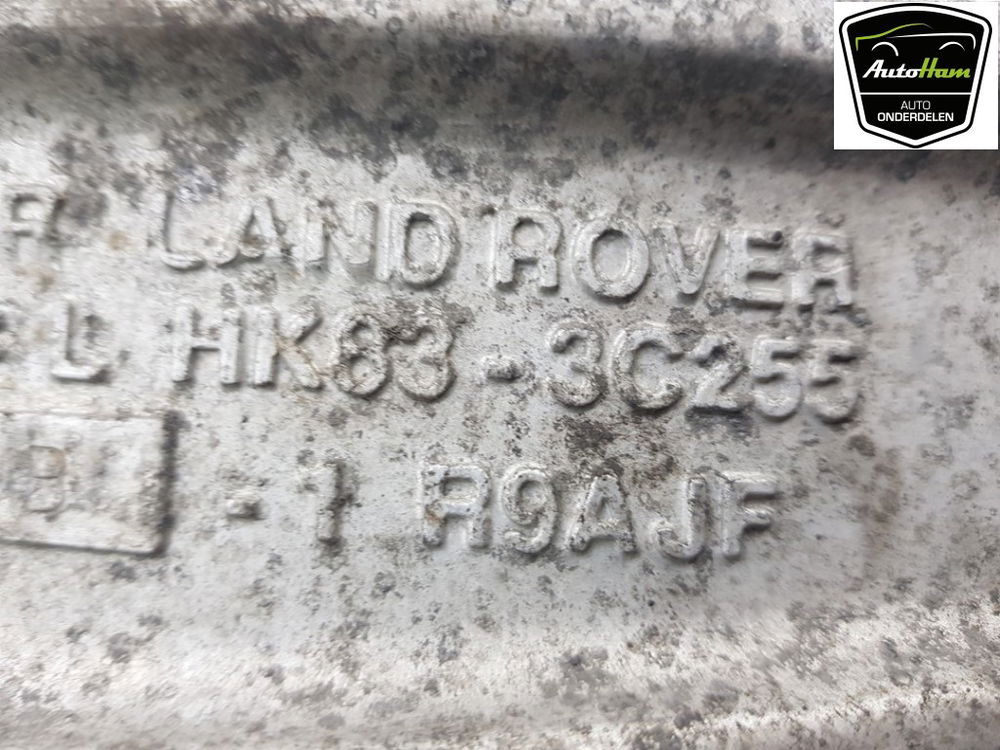 AutoHam
AUTO
ONDERDELEN
R LAND ROVER
L HK83-3C255
B -1 R9AJF